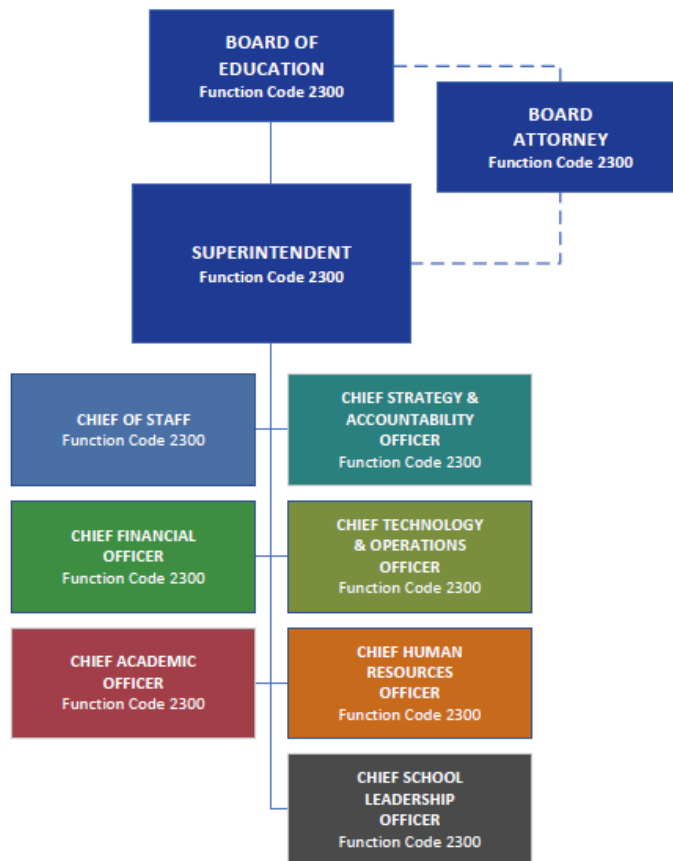 BOARD OF
EDUCATION
Function Code 2300
BOARD
ATTORNEY
Function Code 2300
SUPERINTENDENT
Function Code 2300
CHIEF OF STAFF
Function Code 2300
CHIEF STRATEGY &
ACCOUNTABILITY
OFFICER
Function Code 2300
CHIEF FINANCIAL
OFFICER
Function Code 2300
CHIEF TECHNOLOGY
& OPERATIONS
OFFICER
Function Code 2300
CHIEF ACADEMIC
OFFICER
Function Code 2300
CHIEF HUMAN
RESOURCES
OFFICER
Function Code 2300
CHIEF SCHOOL
LEADERSHIP
OFFICER
Function Code 2300